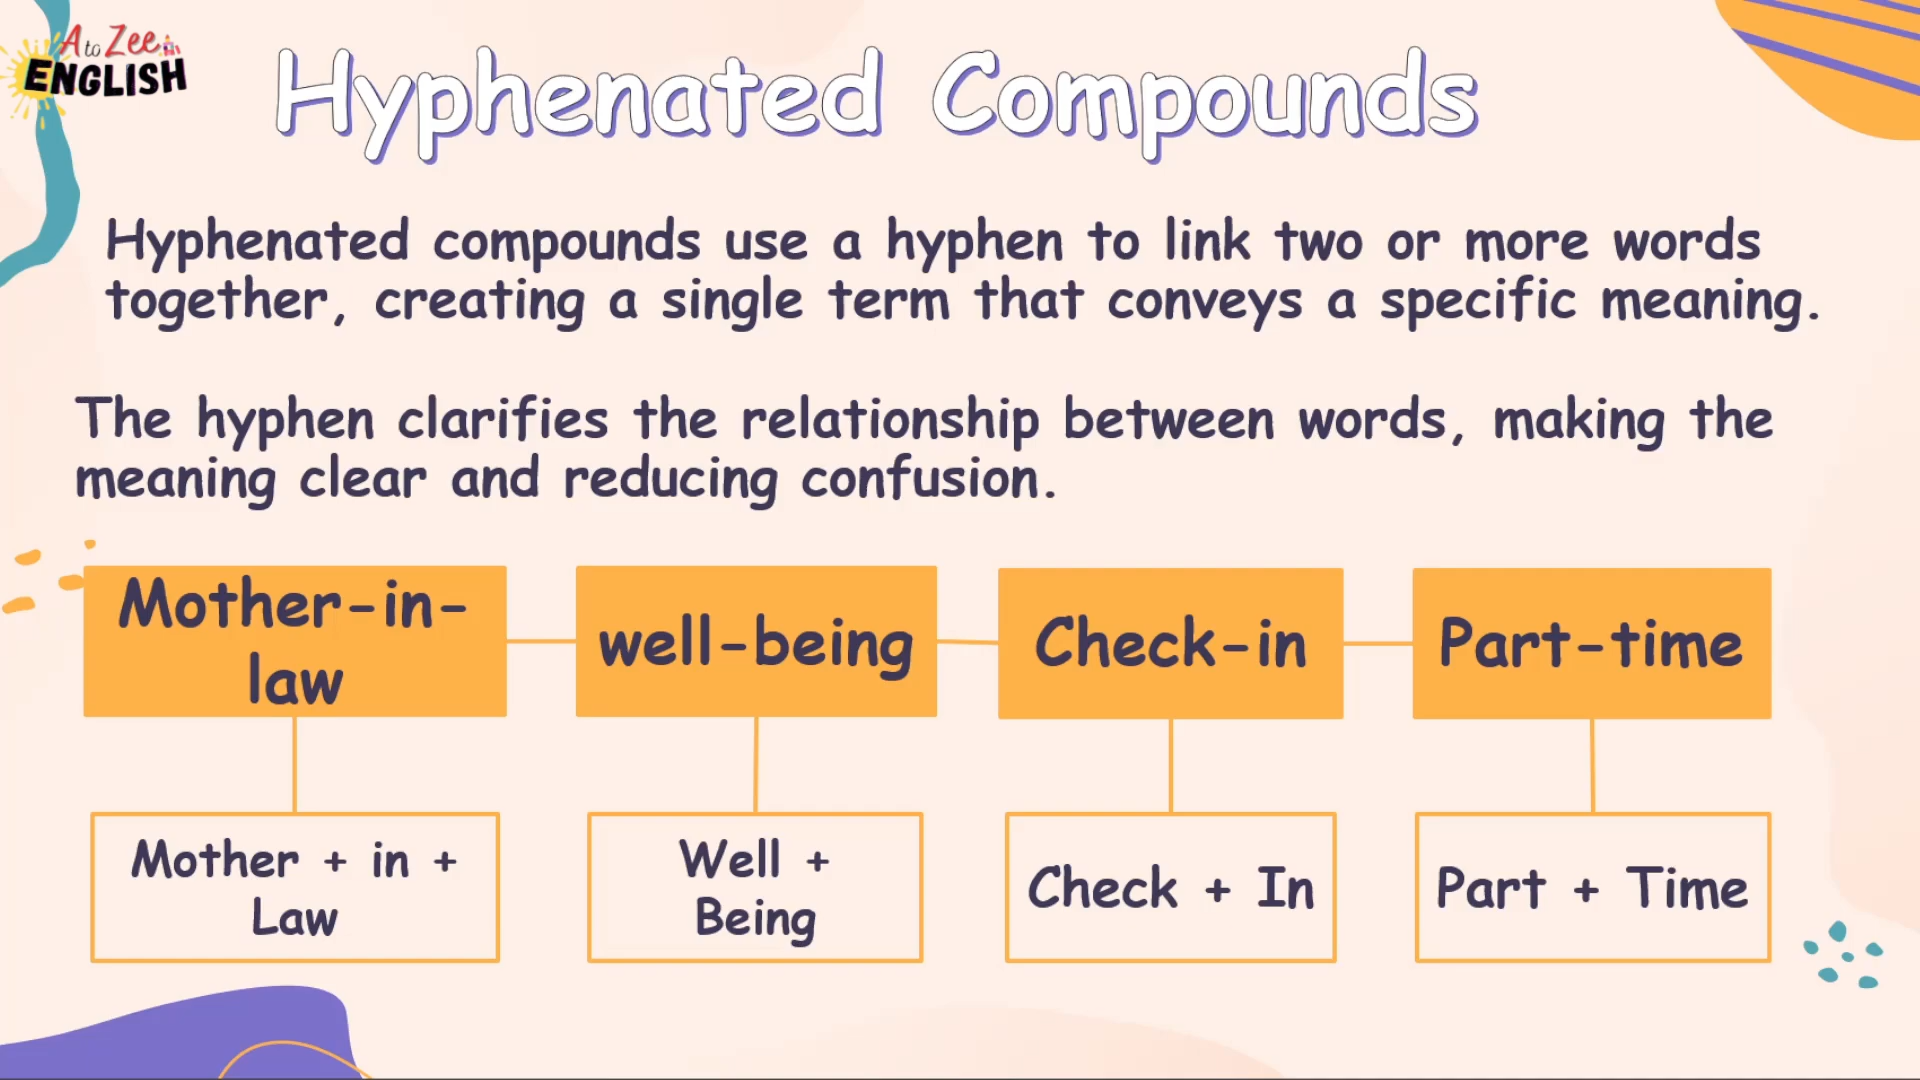 A to Zee
ENGLISH
Hyphenated Compounds
Hyphenated compounds use a hyphen to link two or more words
together, creating a single term that conveys a specific meaning.
The hyphen clarifies the relationship between words, making the
meaning clear and reducing confusion.
Mother-in-
law
well-being
Check-in
Part-time
Mother + in +
Law
Well +
Being
Check + In
Part + Time